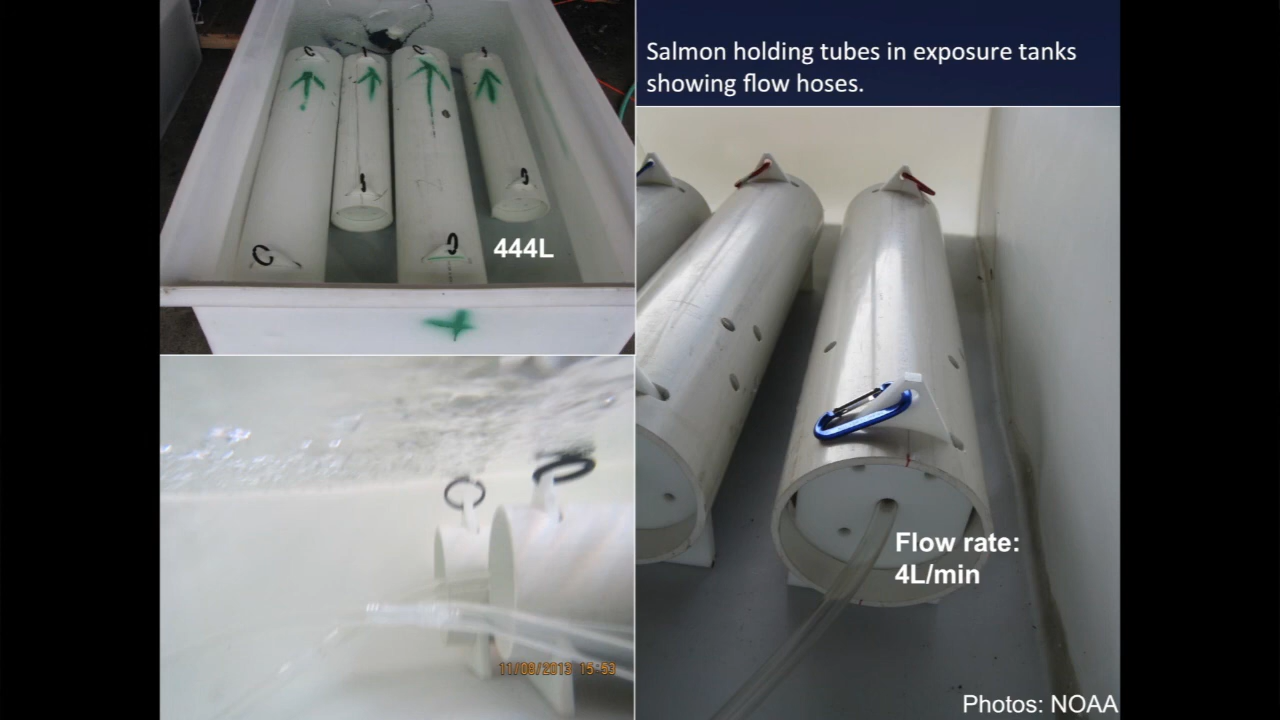 Salmon holding tubes in exposure tanks
showing flow hoses.
444L
Flow rate:
4L/min
11/08/2013 15:53
Photos: NOAA